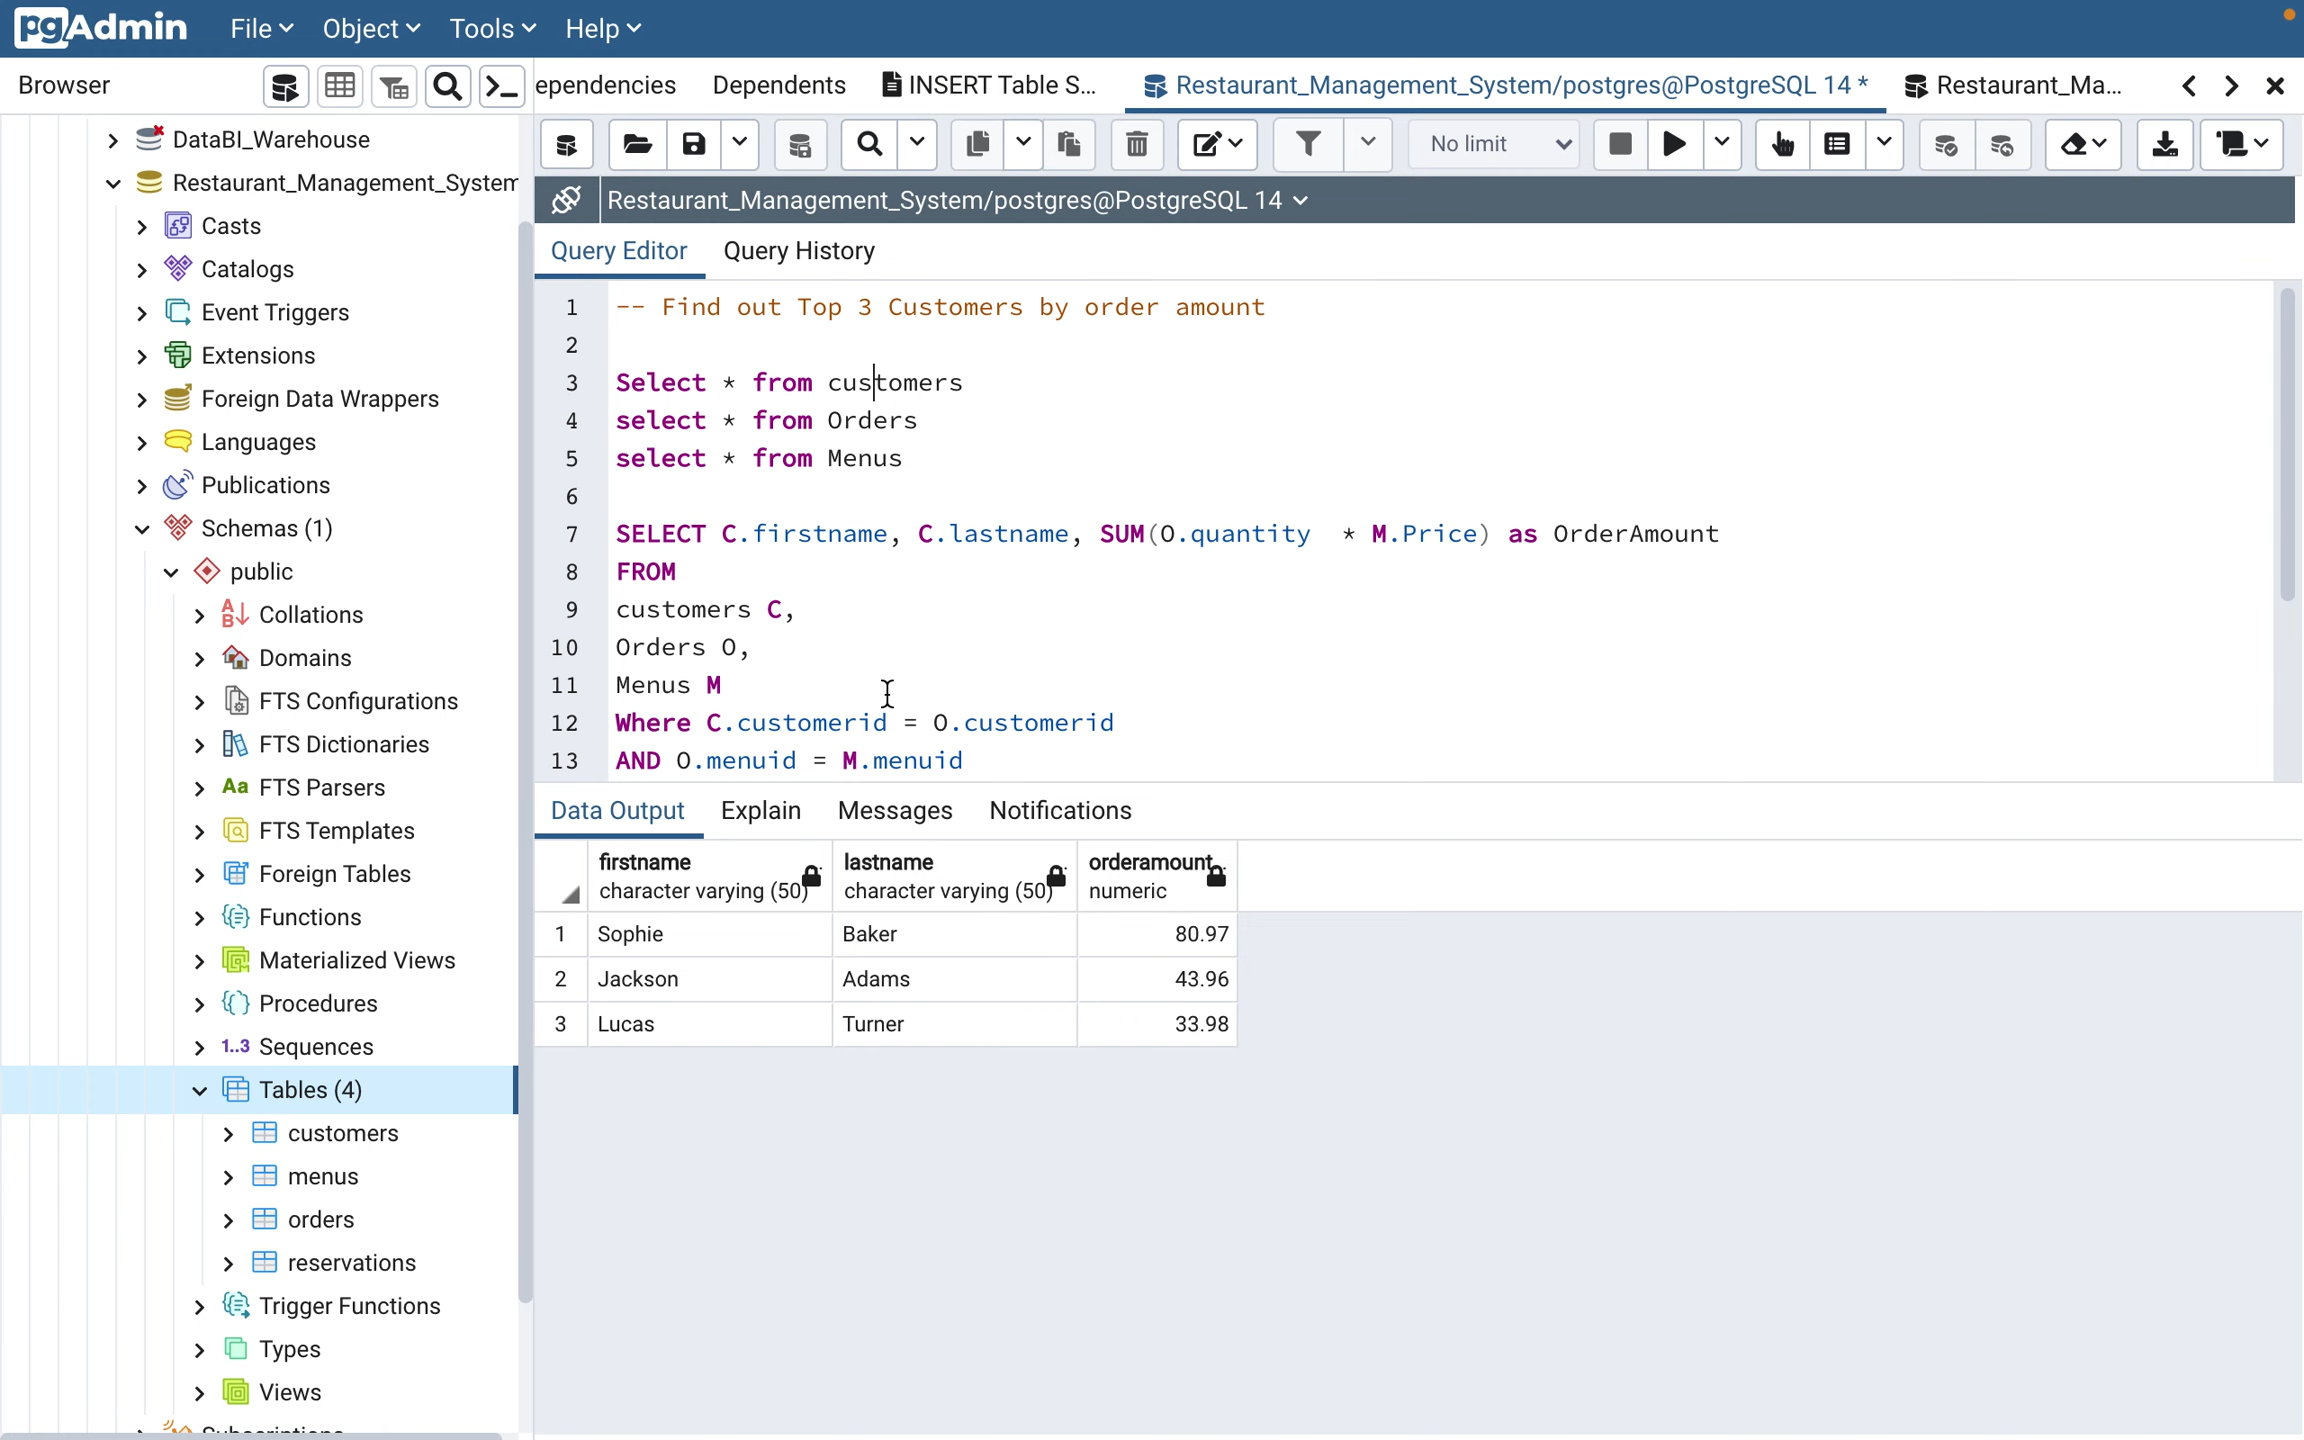 pgAdmin File Object Tools Help
Browser
ependencies Dependents INSERT Table S... Restaurant_Management_System/postgres@PostgreSQL 14 * Restaurant_Ma...
No limit
Restaurant_Management_System/postgres@PostgreSQL 14
Query Editor Query History
DataBI_Warehouse
Restaurant_Management_System
Casts
Catalogs
Event Triggers
Extensions
Foreign Data Wrappers
Languages
Publications
Schemas (1)
public
Collations
Domains
FTS Configurations
FTS Dictionaries
Aa FTS Parsers
FTS Templates
Foreign Tables
Functions
Materialized Views
Procedures
1..3 Sequences
Tables (4)
customers
menus
orders
reservations
Trigger Functions
Types
Views
1 -- Find out Top 3 Customers by order amount
2
3 Select * from customers
4 select * from Orders
5 select * from Menus
6
7 SELECT C.firstname, C.lastname, SUM(O.quantity  * M.Price) as OrderAmount
8 FROM
9 customers C,
10 Orders O,
11 Menus M
12 Where C.customerid = O.customerid
13 AND O.menuid = M.menuid
Data Output Explain Messages Notifications
firstname lastname orderamount
character varying (50) character varying (50) numeric
1 Sophie Baker 80.97
2 Jackson Adams 43.96
3 Lucas Turner 33.98